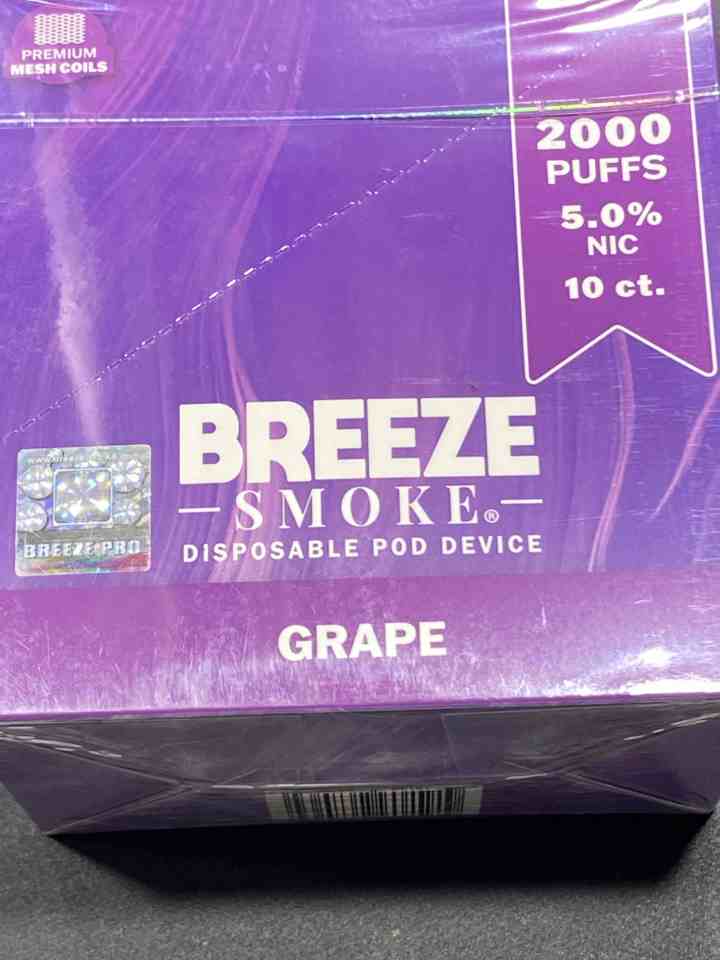 PREMIUM
MESH COILS
2000
PUFFS
5.0%
NIC
10 ct.
BREEZE
SMOKE®
DISPOSABLE POD DEVICE
BREEZE PRO
GRAPE